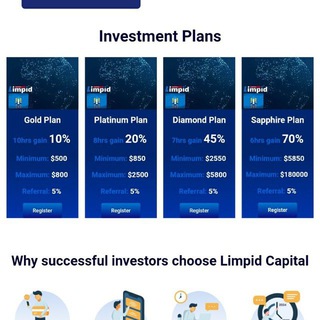 Investment Plans
Limpid Limpid Limpid Limpid
Gold Plan Platinum Plan Diamond Plan Sapphire Plan
10hrs gain 10% 8hrs gain 20% 7hrs gain 45% 6hrs gain 70%
Minimum: $500 Minimum: $850 Minimum: $2550 Minimum: $5850
Maximum: $800 Maximum: $2500 Maximum: $5800 Maximum: $180000
Referral: 5% Referral: 5% Referral: 5% Referral: 5%
Register Register Register Register
Why successful investors choose Limpid Capital